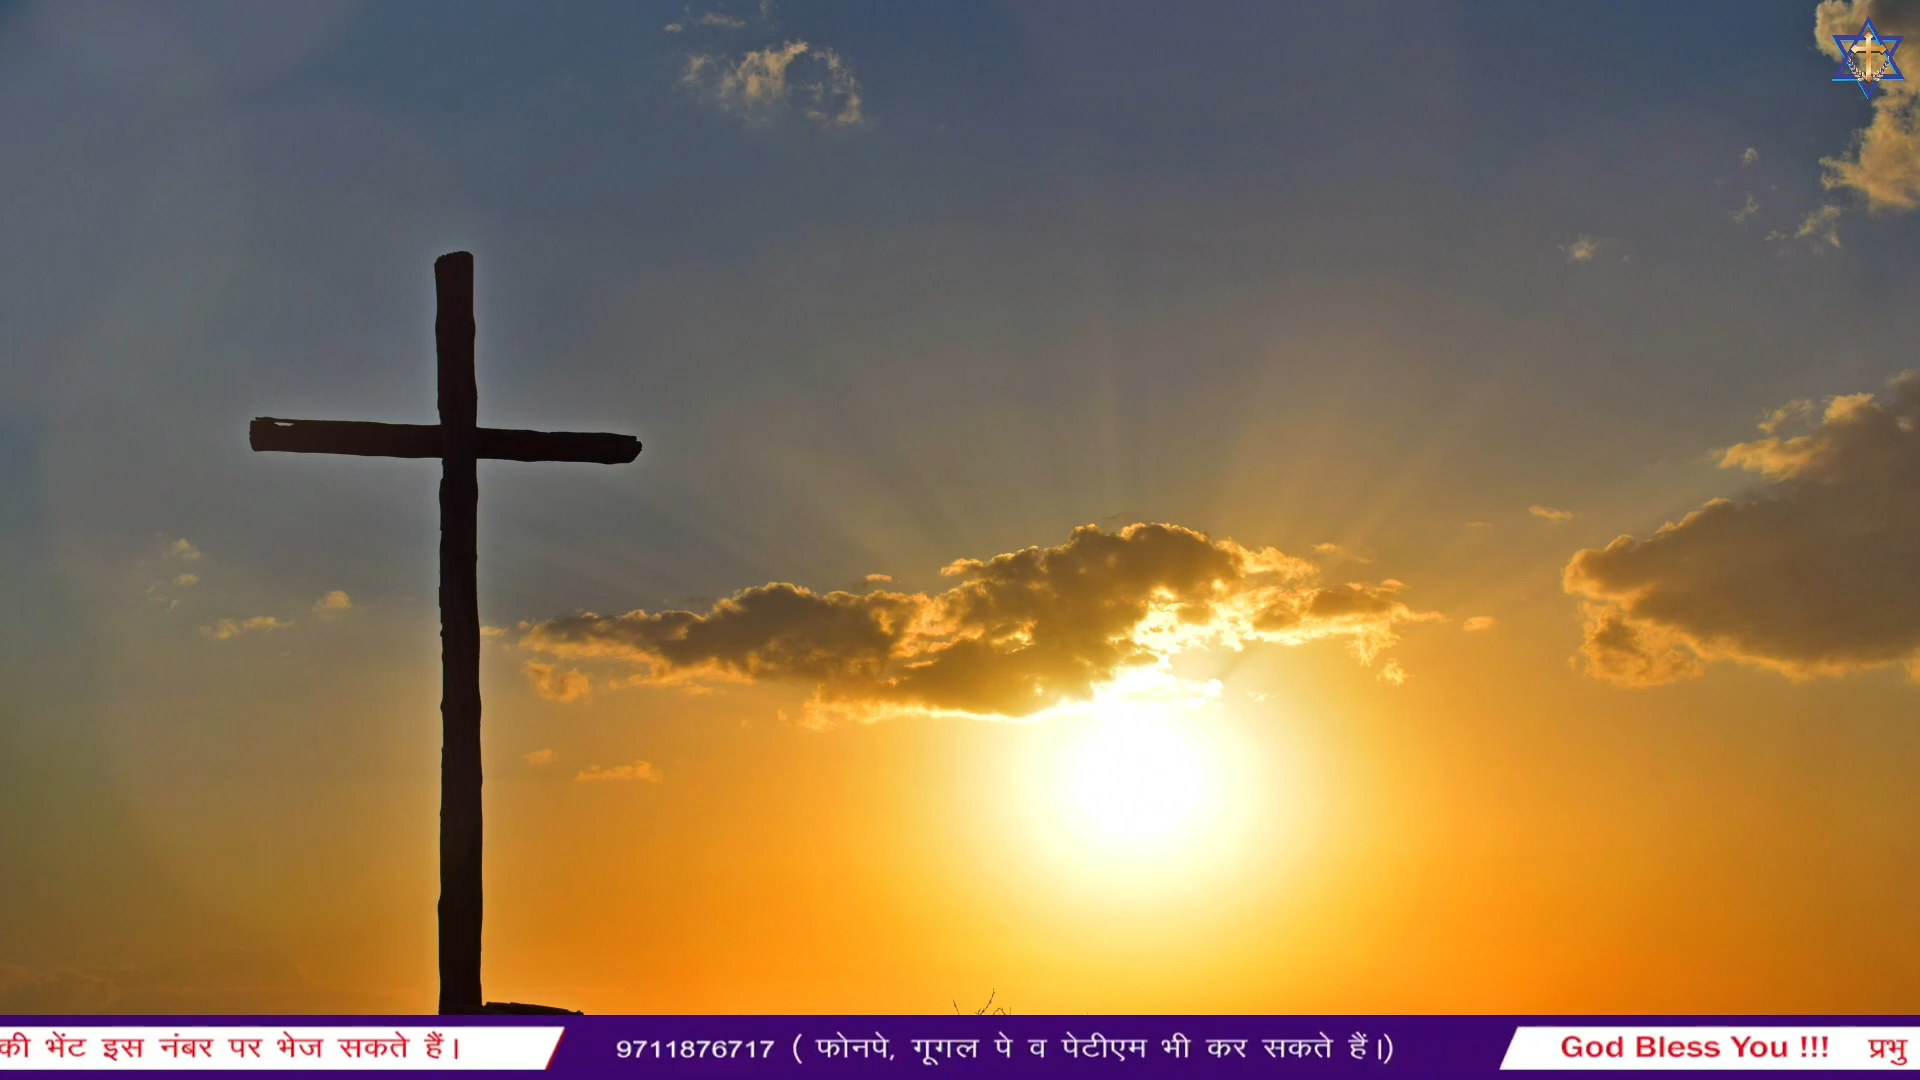 की भेंट इस नंबर पर भेज सकते हैं।
9711876717 ( फोनपे, गूगल पे व पेटीएम भी कर सकते हैं।)
God Bless You !!! प्रभु